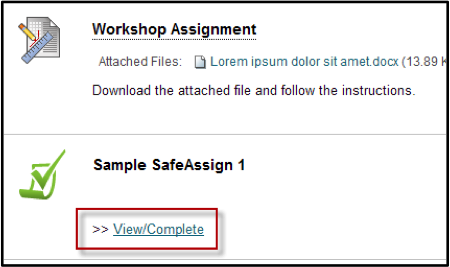 Workshop Assignment
Attached Files: Lorem ipsum dolor sit amet.docx (13.89 K
Download the attached file and follow the instructions.
Sample SafeAssign 1
>> View/Complete